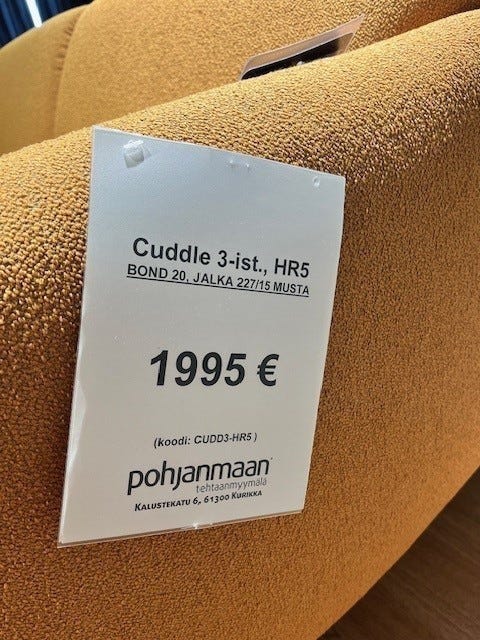 Cuddle 3-ist., HR5
BOND 20, JALKA 227/15 MUSTA
1995 €
(koodi: CUDD3-HR5 )
pohjanmaan
tehtaanmyymälä
KALUSTEKATU 6, 61300 KURIKKA